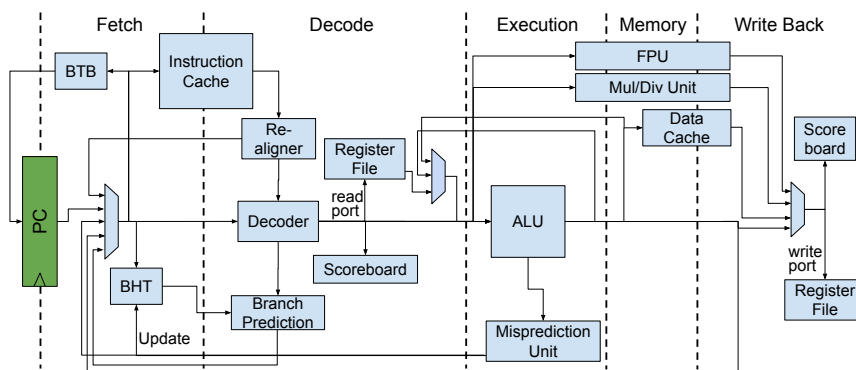 Fetch
Decode
Execution
Memory
Write Back
BTB
Instruction
Cache
FPU
Mul/Div Unit
Data
Cache
Score
board
Re-
aligner
Register
File
read
port
PC
Decoder
ALU
Scoreboard
write
port
BHT
Branch
Prediction
Register
File
Update
Misprediction
Unit